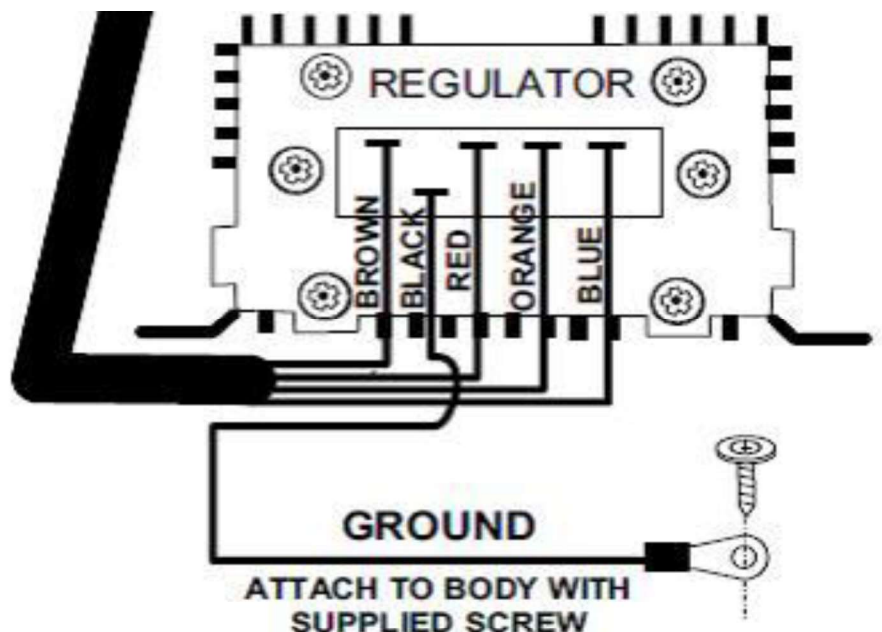 REGULATOR
BROWN
BLACK
RED
ORANGE
BLUE
GROUND
ATTACH TO BODY WITH
SUPPLIED SCREW